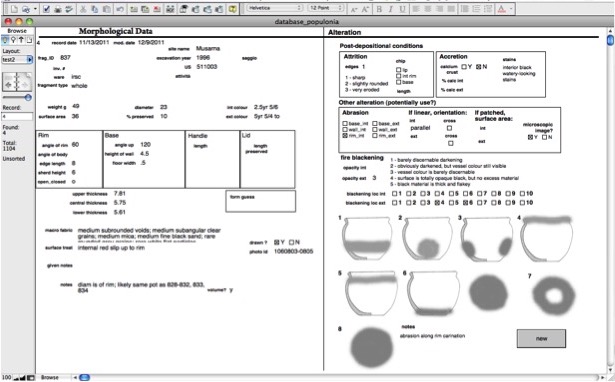 Helvetica 12 Point
database_populonia
Browse
Layout:
test2
Record:
4
Found:
4
Total:
1104
Unsorted
Morphological Data
4 record date 11/13/2011 mod. date 12/9/2011
site name Musarna
frag. ID 837 excavation year 1996 saggio
inv. # US 511003
ware irsc attivita
fragment type whole
weight g 49 diameter 23 int colour 2.5yr 5/6
surface area 36 % preserved 10 ext colour 5yr 5/4 to
Rim Base Handle Lid
angle of rim 60 angle up 120 length length preserved
angle of body height of wall 4.5
edge length 8 floor width .5
sherd height 6
open_closed o
upper thickness 7.81 form guess
central thickness 5.75
lower thickness 5.61
macro fabric medium subrounded voids; medium subangular clear
grains; medium mica; medium fine black sand; rare
drawn ? Y N
surface treat internal red slip up to rim photo id 1060803-0805
given notes
notes diam is of rim; likely same pot as 828-832, 833,
834 volume? y
Alteration
Post-depositional conditions
Attrition Accretion
edges 1 chip calcium crust Y N stains
lip interior black
1 - sharp int rim % calc int watery-looking
2 - slightly rounded base stains
3 - very eroded length % calc ext
Other alteration (potentially use?)
Abrasion If linear, orientation: If patched, surface area:
base_int base_ext int cross microscopic image?
wall_int wall_ext parallel int
rim_int rim_ext ext cross ext Y N
fire blackening 1 - barely discernable darkening
opacity int 2 - obviously darkened, but vessel colour still visible
3 - vessel colour is barely discernable
opacity ext 3 4 - surface is totally opaque black, but no excess material
5 - black material is thick and flakey
blackening loc int 1 2 3 4 5 6 7 8 9 10
blackening loc ext 1 2 3 4 5 6 7 8 9 10
1 2 3 4
5 6 7
8 notes
abrasion along rim carination
new
100 Browse